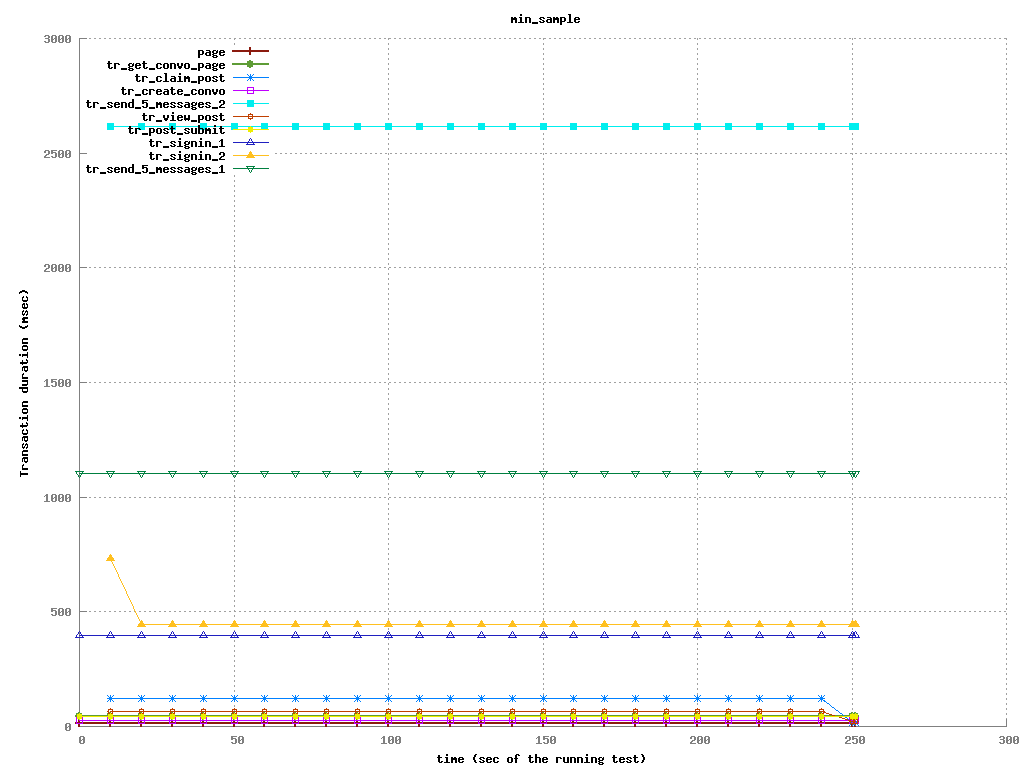 min_sample
3000
2500
2000
1500
1000
500
0
Transaction duration (msec)
page
tr_get_convo_page
tr_claim_post
tr_create_convo
tr_send_5_messages_2
tr_view_post
tr_post_submit
tr_signin_1
tr_signin_2
tr_send_5_messages_1
0 50 100 150 200 250 300
time (sec of the running test)